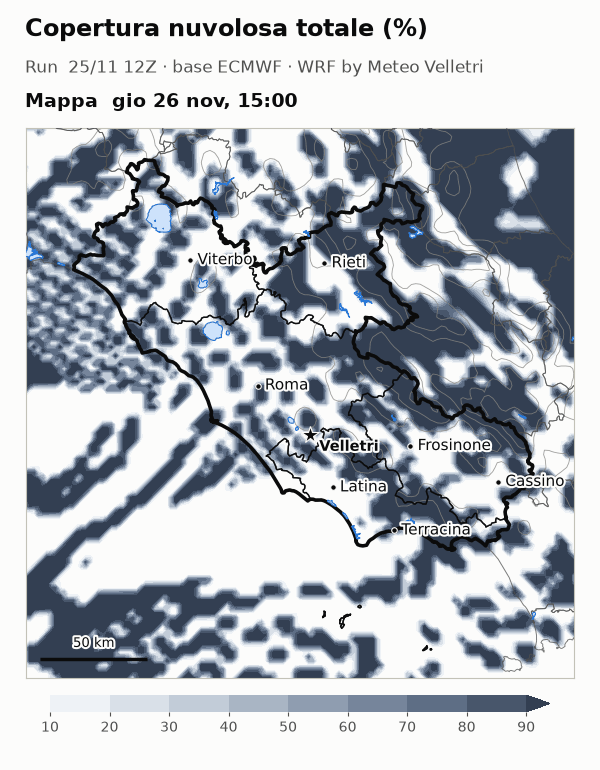 Copertura nuvolosa totale (%)
Run  25/11 12Z · base ECMWF · WRF by Meteo Velletri
Mappa  gio 26 nov, 15:00
Viterbo
Rieti
Roma
Velletri
Frosinone
Latina
Cassino
Terracina
50 km
10 20 30 40 50 60 70 80 90